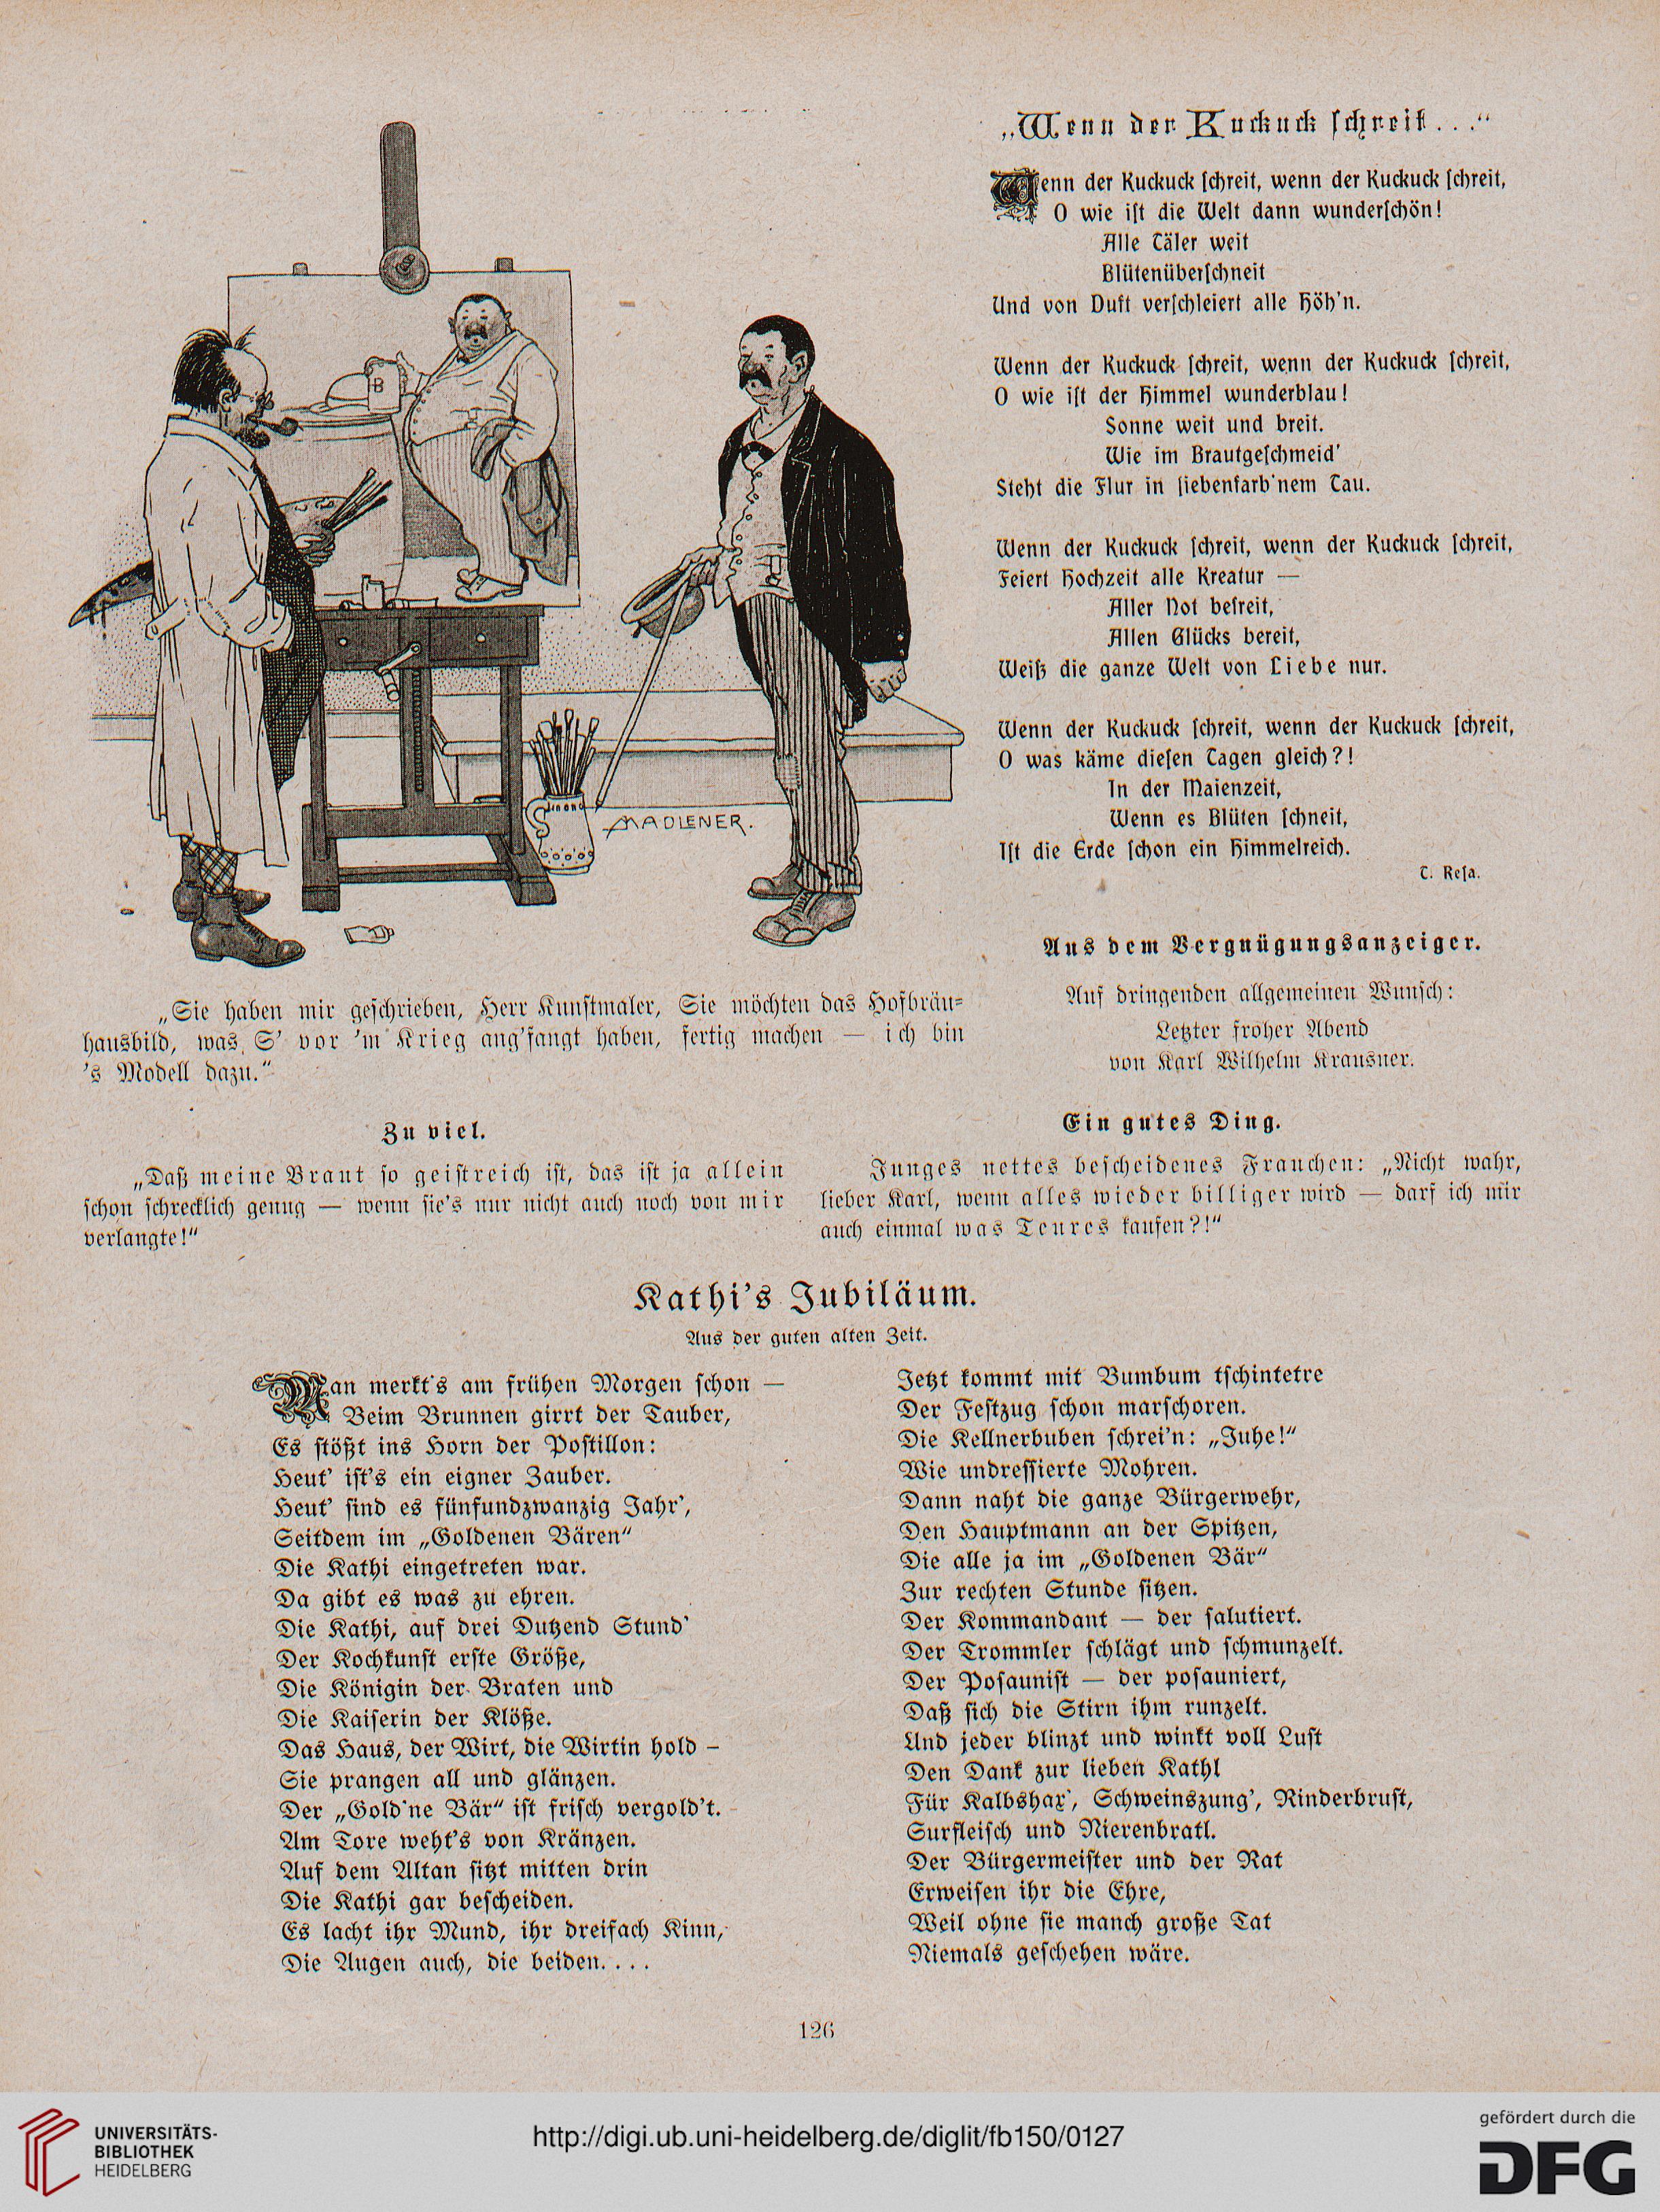 „Wenn der Kuckuck schreit . . .“
Wenn der Kuckuck schreit, wenn der Kuckuck schreit,
O wie ist die Welt dann wunderschön!
Alle Täler weit
Blütenüberschneit
Und von Duft verschleiert alle Höh'n.
Wenn der Kuckuck schreit, wenn der Kuckuck schreit,
O wie ist der Himmel wunderblau!
Sonne weit und breit.
Wie im Brautgeschmeid'
Steht die Flur in siebenfarb'nem Tau.
Wenn der Kuckuck schreit, wenn der Kuckuck schreit,
Feiert Hochzeit alle Kreatur —
Aller Not befreit,
Allen Glücks bereit,
Weiß die ganze Welt von Liebe nur.
Wenn der Kuckuck schreit, wenn der Kuckuck schreit,
O was käme diesen Tagen gleich?!
In der Maienzeit,
Wenn es Blüten schneit,
Ist die Erde schon ein Himmelreich.
T. Resa.
B
MADLENER.
„Sie haben mir geschrieben, Herr Kunstmaler, Sie möchten das Hofbräu-
hausbild, was S' vor 'm Krieg ang'fangt haben, fertig machen — ich bin
's Modell dazu.“
Aus dem Vergnügungsanzeiger.
Auf dringenden allgemeinen Wunsch:
Letzter froher Abend
von Karl Wilhelm Krausner.
Zu viel.
„Daß meine Braut so geistreich ist, das ist ja allein
schon schrecklich genug — wenn sie's nur nicht auch noch von mir
verlangte!“
Ein gutes Ding.
Junges nettes bescheidenes Frauchen: „Nicht wahr,
lieber Karl, wenn alles wieder billiger wird — darf ich mir
auch einmal was Teures kaufen?!“
Kathi's Jubiläum.
Aus der guten alten Zeit.
Man merkt's am frühen Morgen schon —
Beim Brunnen girrt der Tauber,
Es stößt ins Horn der Postillon:
Heut' ist's ein eigner Zauber.
Heut' sind es fünfundzwanzig Jahr',
Seitdem im „Goldenen Bären“
Die Kathi eingetreten war.
Da gibt es was zu ehren.
Die Kathi, auf drei Dutzend Stund'
Der Kochkunst erste Größe,
Die Königin der Braten und
Die Kaiserin der Klöße.
Das Haus, der Wirt, die Wirtin hold –
Sie prangen all und glänzen.
Der „Gold'ne Bär“ ist frisch vergold't.
Am Tore weht's von Kränzen.
Auf dem Altan sitzt mitten drin
Die Kathi gar bescheiden.
Es lacht ihr Mund, ihr dreifach Kinn,
Die Augen auch, die beiden. . . .
Jetzt kommt mit Bumbum tschintetre
Der Festzug schon marschoren.
Die Kellnerbuben schrei'n: „Juhe!“
Wie undressierte Mohren.
Dann naht die ganze Bürgerwehr,
Den Hauptmann an der Spitzen,
Die alle ja im „Goldenen Bär“
Zur rechten Stunde sitzen.
Der Kommandant — der salutiert.
Der Trommler schlägt und schmunzelt.
Der Posaunist — der posauniert,
Daß sich die Stirn ihm runzelt.
Und jeder blinzt und winkt voll Lust
Den Dank zur lieben Kathl
Für Kalbshax', Schweinszung', Rinderbrust,
Surfleisch und Nierenbratl.
Der Bürgermeister und der Rat
Erweisen ihr die Ehre,
Weil ohne sie manch große Tat
Niemals geschehen wäre.
126
UNIVERSITÄTS-
BIBLIOTHEK
HEIDELBERG
http://digi.ub.uni-heidelberg.de/diglit/fb150/0127
gefördert durch die
DFG